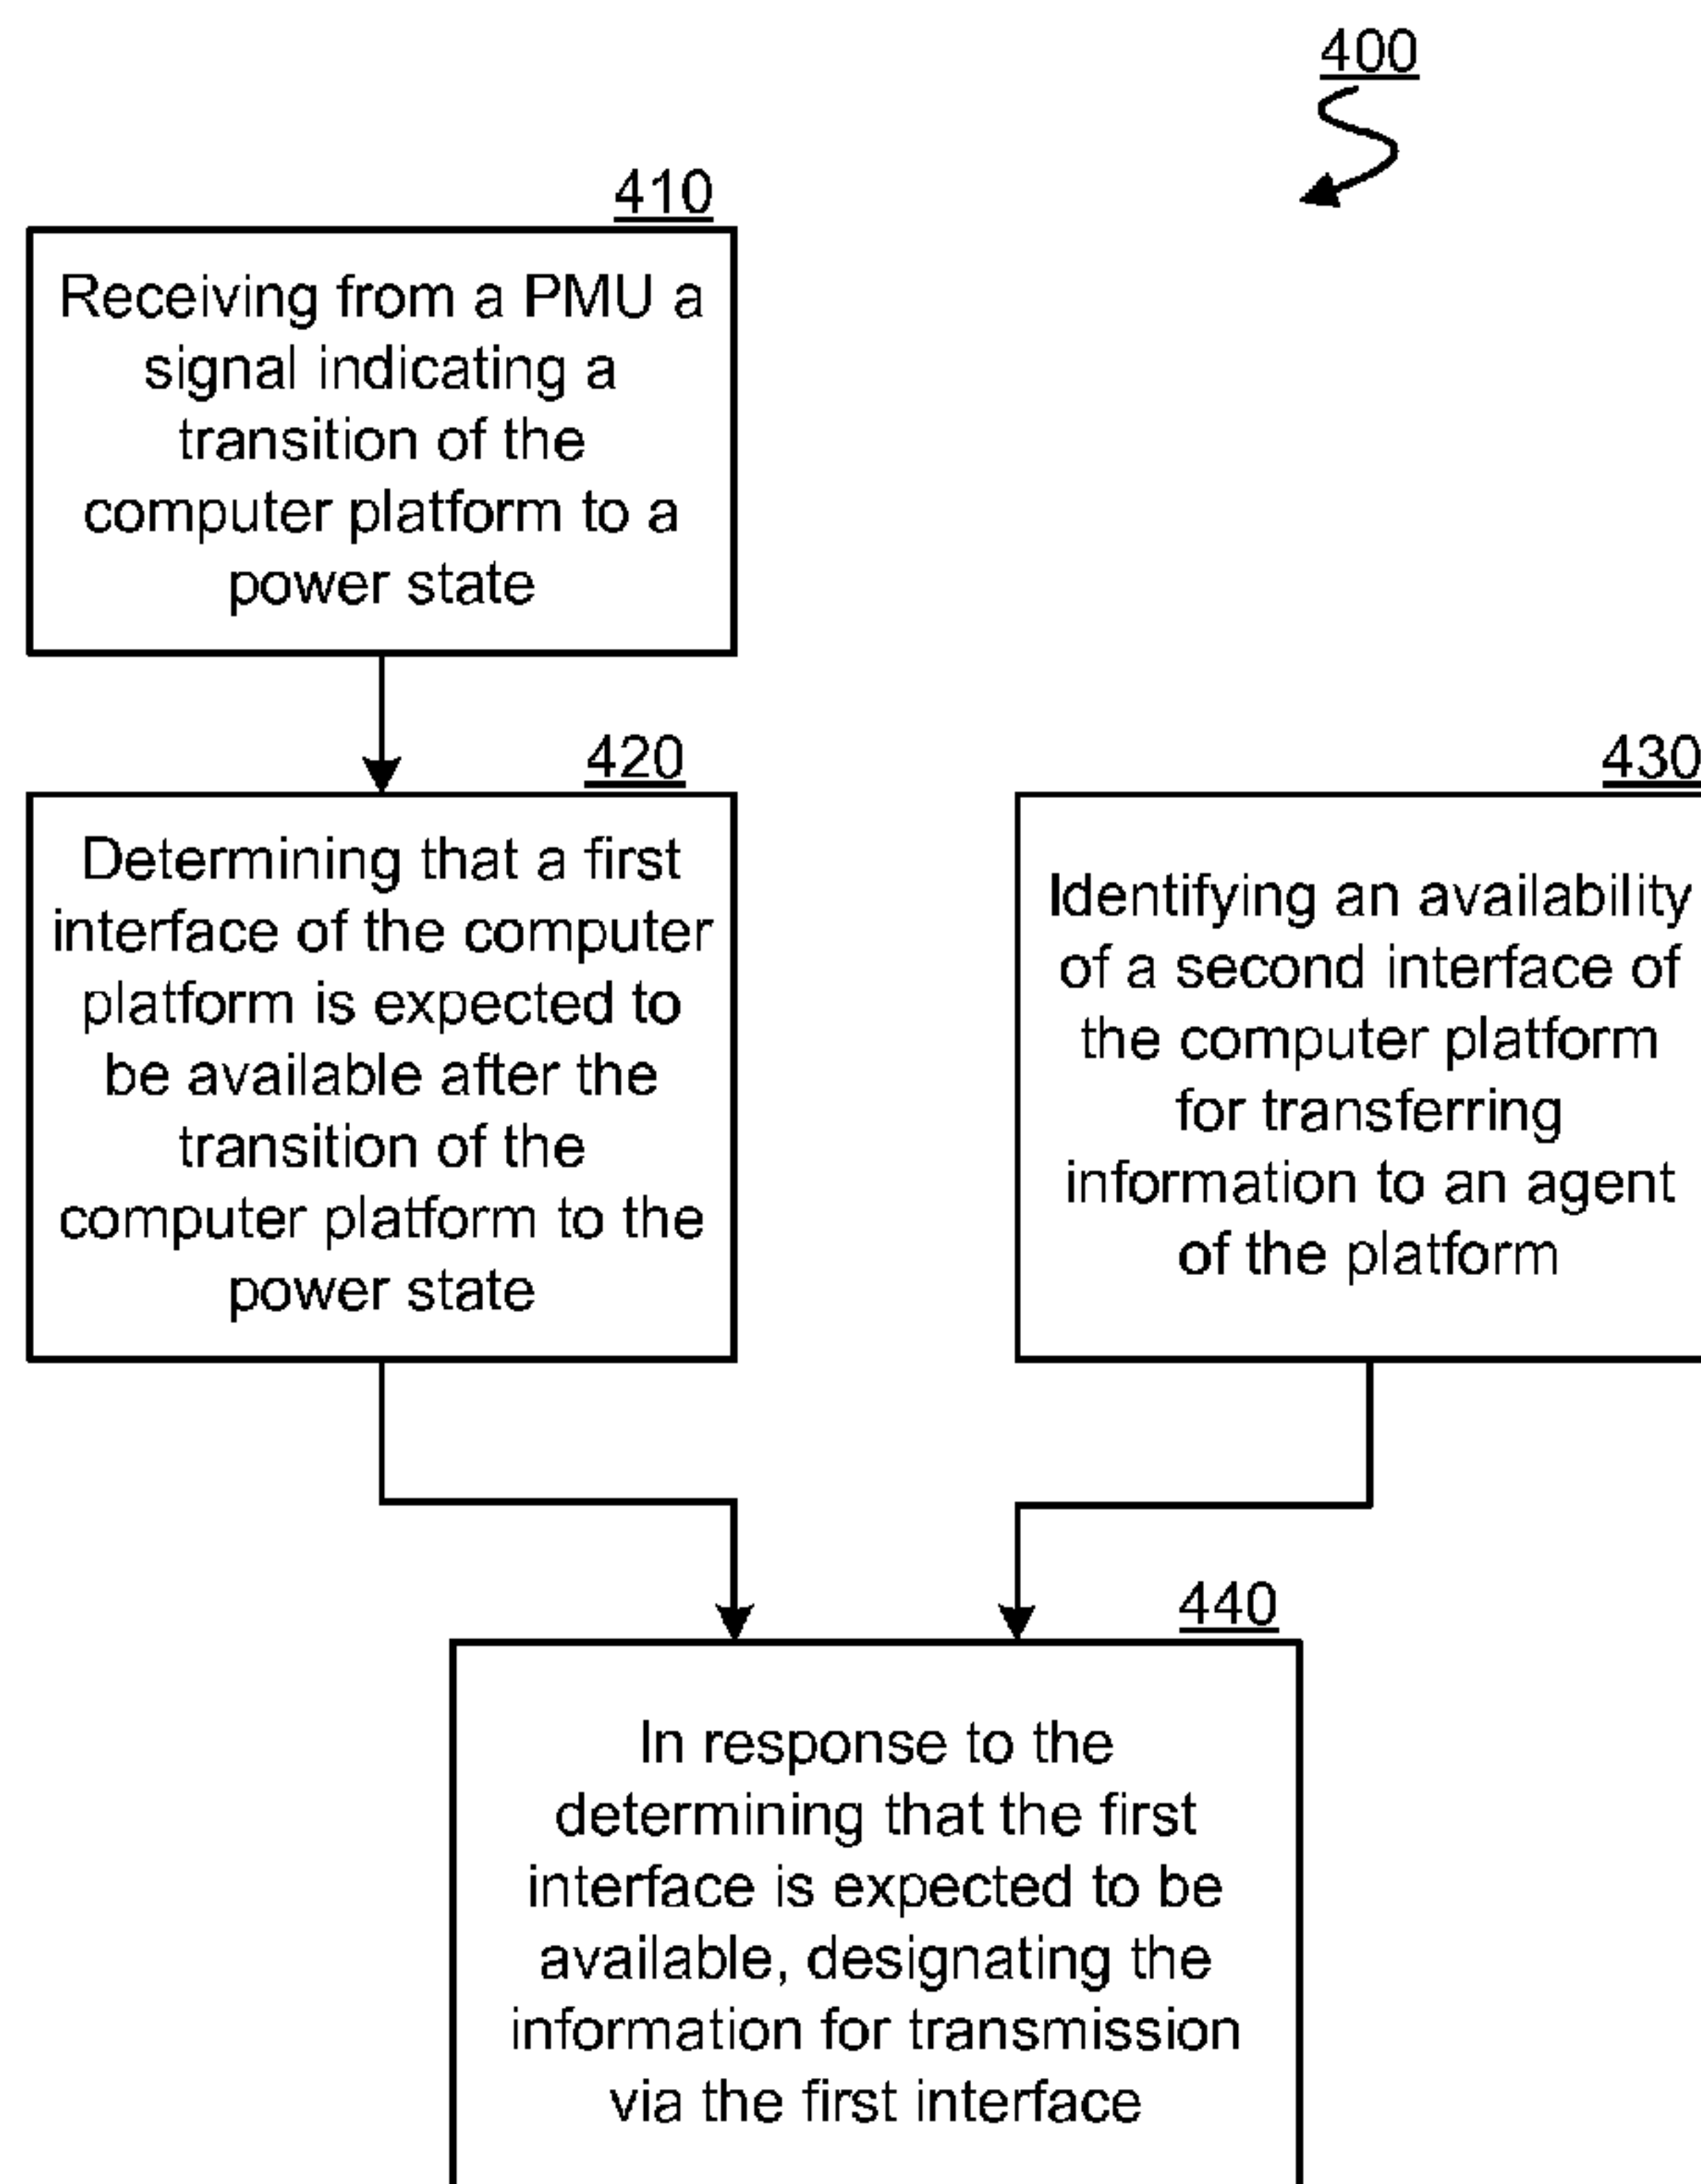 400
410
Receiving from a PMU a
signal indicating a
transition of the
computer platform to a
power state
420
Determining that a first
interface of the computer
platform is expected to
be available after the
transition of the
computer platform to the
power state
430
Identifying an availability
of a second interface of
the computer platform
for transferring
information to an agent
of the platform
440
In response to the
determining that the first
interface is expected to be
available, designating the
information for transmission
via the first interface